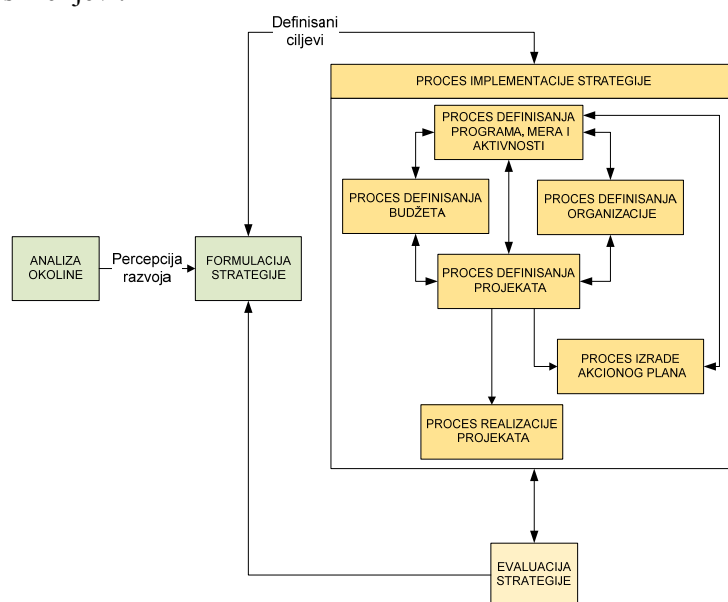 Definisani
ciljevi
PROCES IMPLEMENTACIJE STRATEGIJE
PROCES DEFINISANJA
PROGRAMA, MERA I
AKTIVNOSTI
PROCES DEFINISANJA
BUDŽETA
PROCES DEFINISANJA
ORGANIZACIJE
ANALIZA
OKOLINE
Percepcija
razvoja
FORMULACIJA
STRATEGIJE
PROCES DEFINISANJA
PROJEKATA
PROCES IZRADE
AKCIONOG PLANA
PROCES REALIZACIJE
PROJEKATA
EVALUACIJA
STRATEGIJE